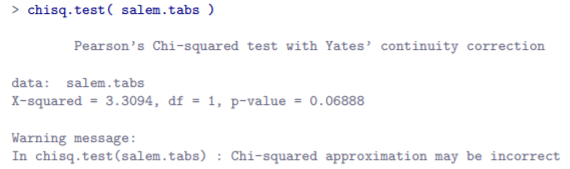 > chisq.test( salem.tabs )
Pearson's Chi-squared test with Yates' continuity correction
data: salem.tabs
X-squared = 3.3094, df = 1, p-value = 0.06888
Warning message:
In chisq.test(salem.tabs) : Chi-squared approximation may be incorrect